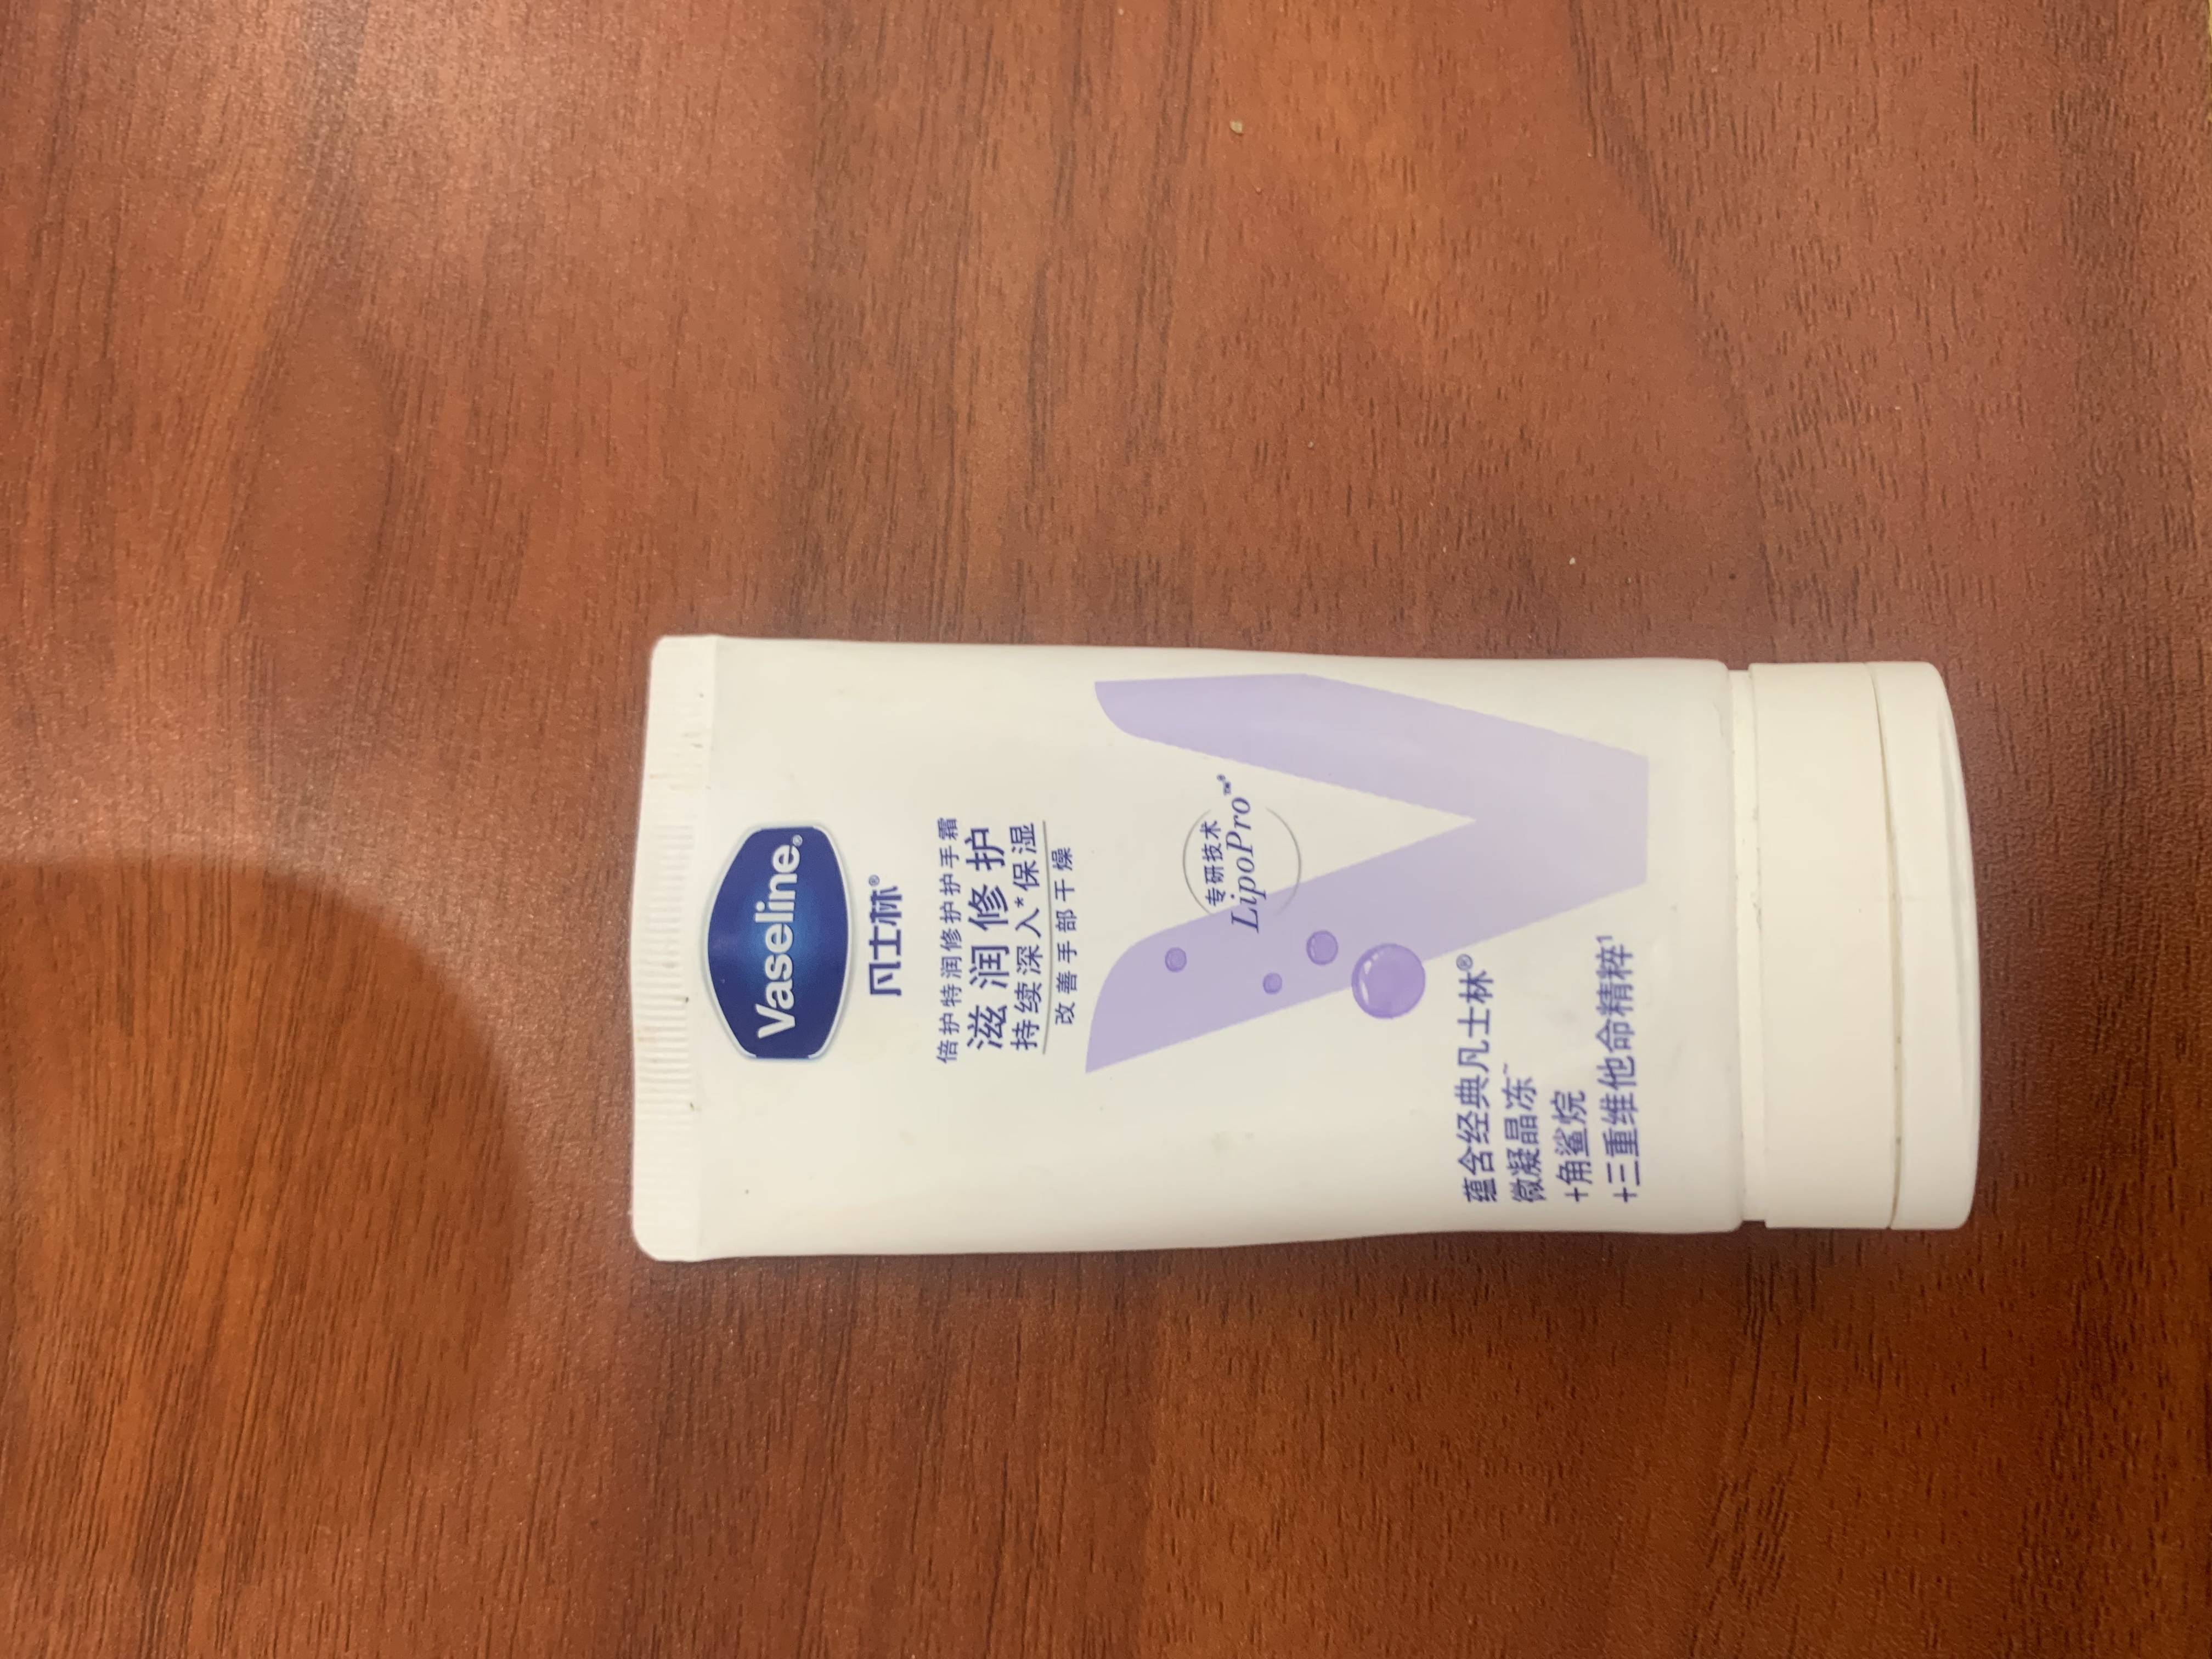 Vaseline®
凡士林®
倍护特润修护护手霜
滋润修护
持续深入*保湿
改善手部干燥
专研技术
LipoPro™
蕴含经典凡士林®
微凝晶冻~
+角鲨烷
+三重维他命精粹¹